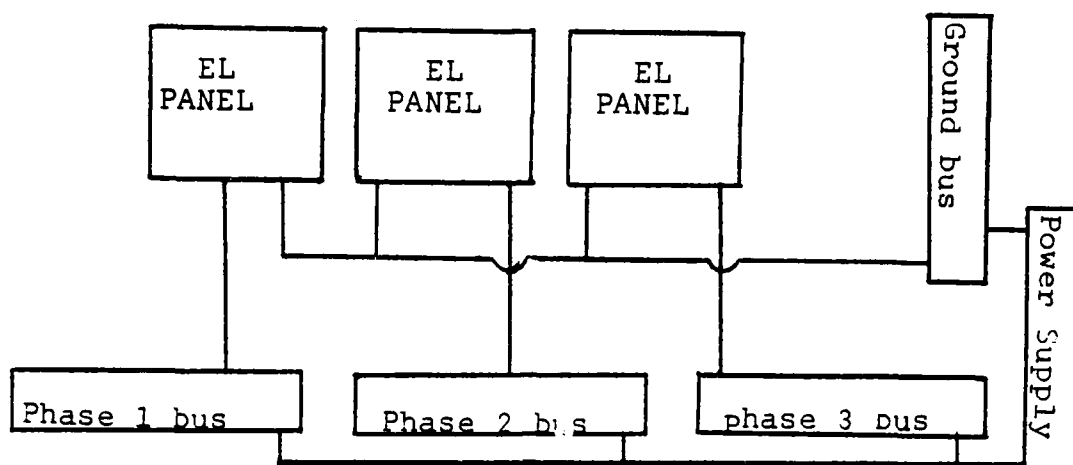 EL
PANEL
EL
PANEL
EL
PANEL
Ground bus
Power Supply
Phase 1 bus
Phase 2 bus
phase 3 bus